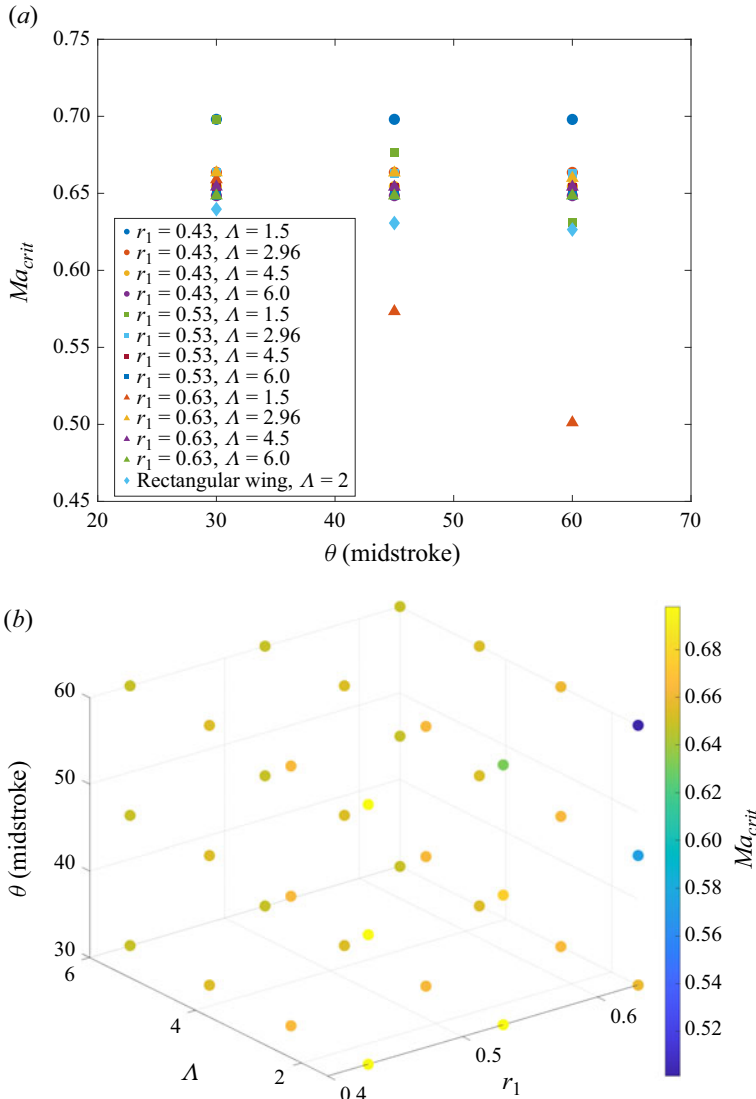 (a)
0.75
0.70
0.65
0.60
0.55
0.50
0.45
Ma_crit
r1 = 0.43, Λ = 1.5
r1 = 0.43, Λ = 2.96
r1 = 0.43, Λ = 4.5
r1 = 0.43, Λ = 6.0
r1 = 0.53, Λ = 1.5
r1 = 0.53, Λ = 2.96
r1 = 0.53, Λ = 4.5
r1 = 0.53, Λ = 6.0
r1 = 0.63, Λ = 1.5
r1 = 0.63, Λ = 2.96
r1 = 0.63, Λ = 4.5
r1 = 0.63, Λ = 6.0
Rectangular wing, Λ = 2
20 30 40 50 60 70
θ (midstroke)
(b)
60
50
40
30
θ (midstroke)
6
4
2
Λ
0.4
0.5
0.6
r1
0.68
0.66
0.64
0.62
0.60
0.58
0.56
0.54
0.52
Ma_crit